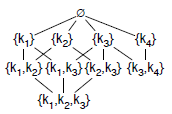 ∅
{k₁} {k₂} {k₃} {k₄}
{k₁,k₂} {k₁,k₃} {k₂,k₃} {k₃,k₄}
{k₁,k₂,k₃}